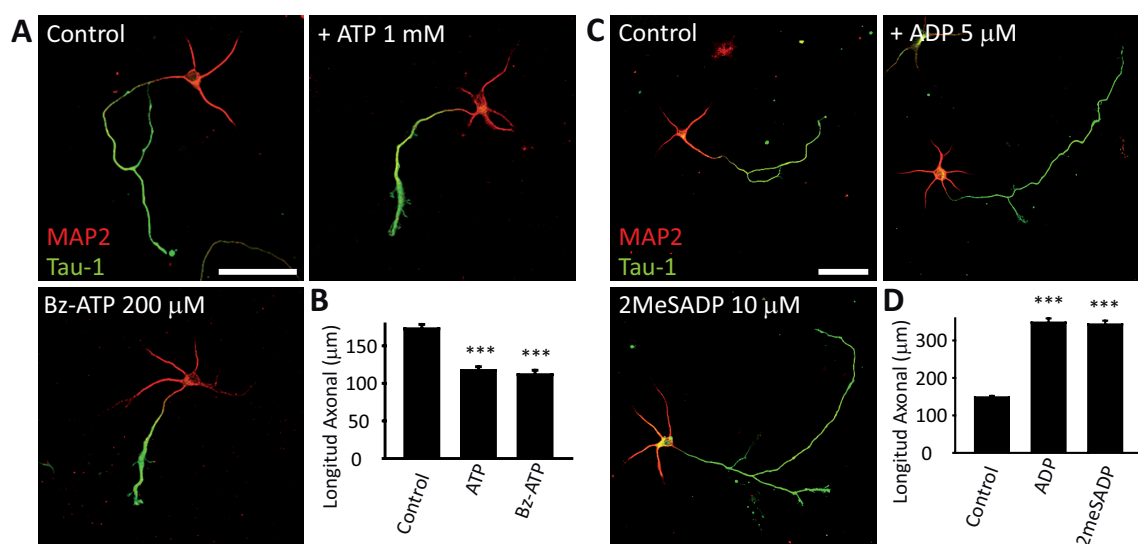 A
Control
MAP2
Tau-1
+ ATP 1 mM
Bz-ATP 200 μM
B
Longitud Axonal (μm)
150
100
50
0
***
***
Control
ATP
Bz-ATP
C
Control
MAP2
Tau-1
+ ADP 5 μM
2MeSADP 10 μM
D
Longitud Axonal (μm)
300
200
100
0
***
***
Control
ADP
2meSADP